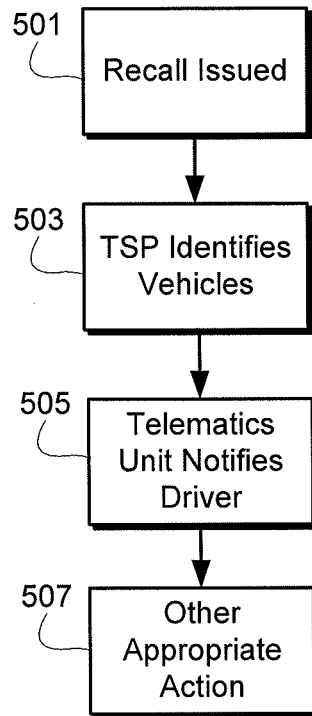 501
Recall Issued
503
TSP Identifies
Vehicles
505
Telematics
Unit Notifies
Driver
507
Other
Appropriate
Action